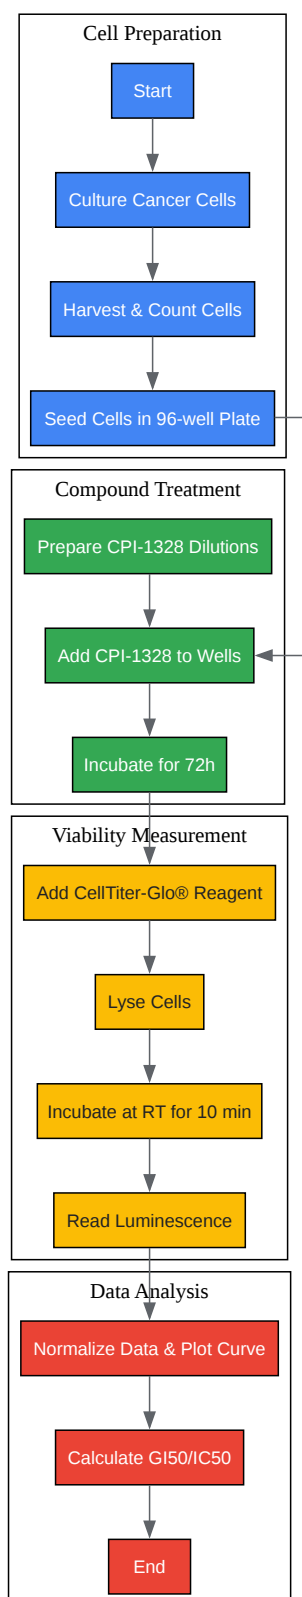 Cell Preparation
Start
Culture Cancer Cells
Harvest & Count Cells
Seed Cells in 96-well Plate
Compound Treatment
Prepare CPI-1328 Dilutions
Add CPI-1328 to Wells
Incubate for 72h
Viability Measurement
Add CellTiter-Glo® Reagent
Lyse Cells
Incubate at RT for 10 min
Read Luminescence
Data Analysis
Normalize Data & Plot Curve
Calculate GI50/IC50
End